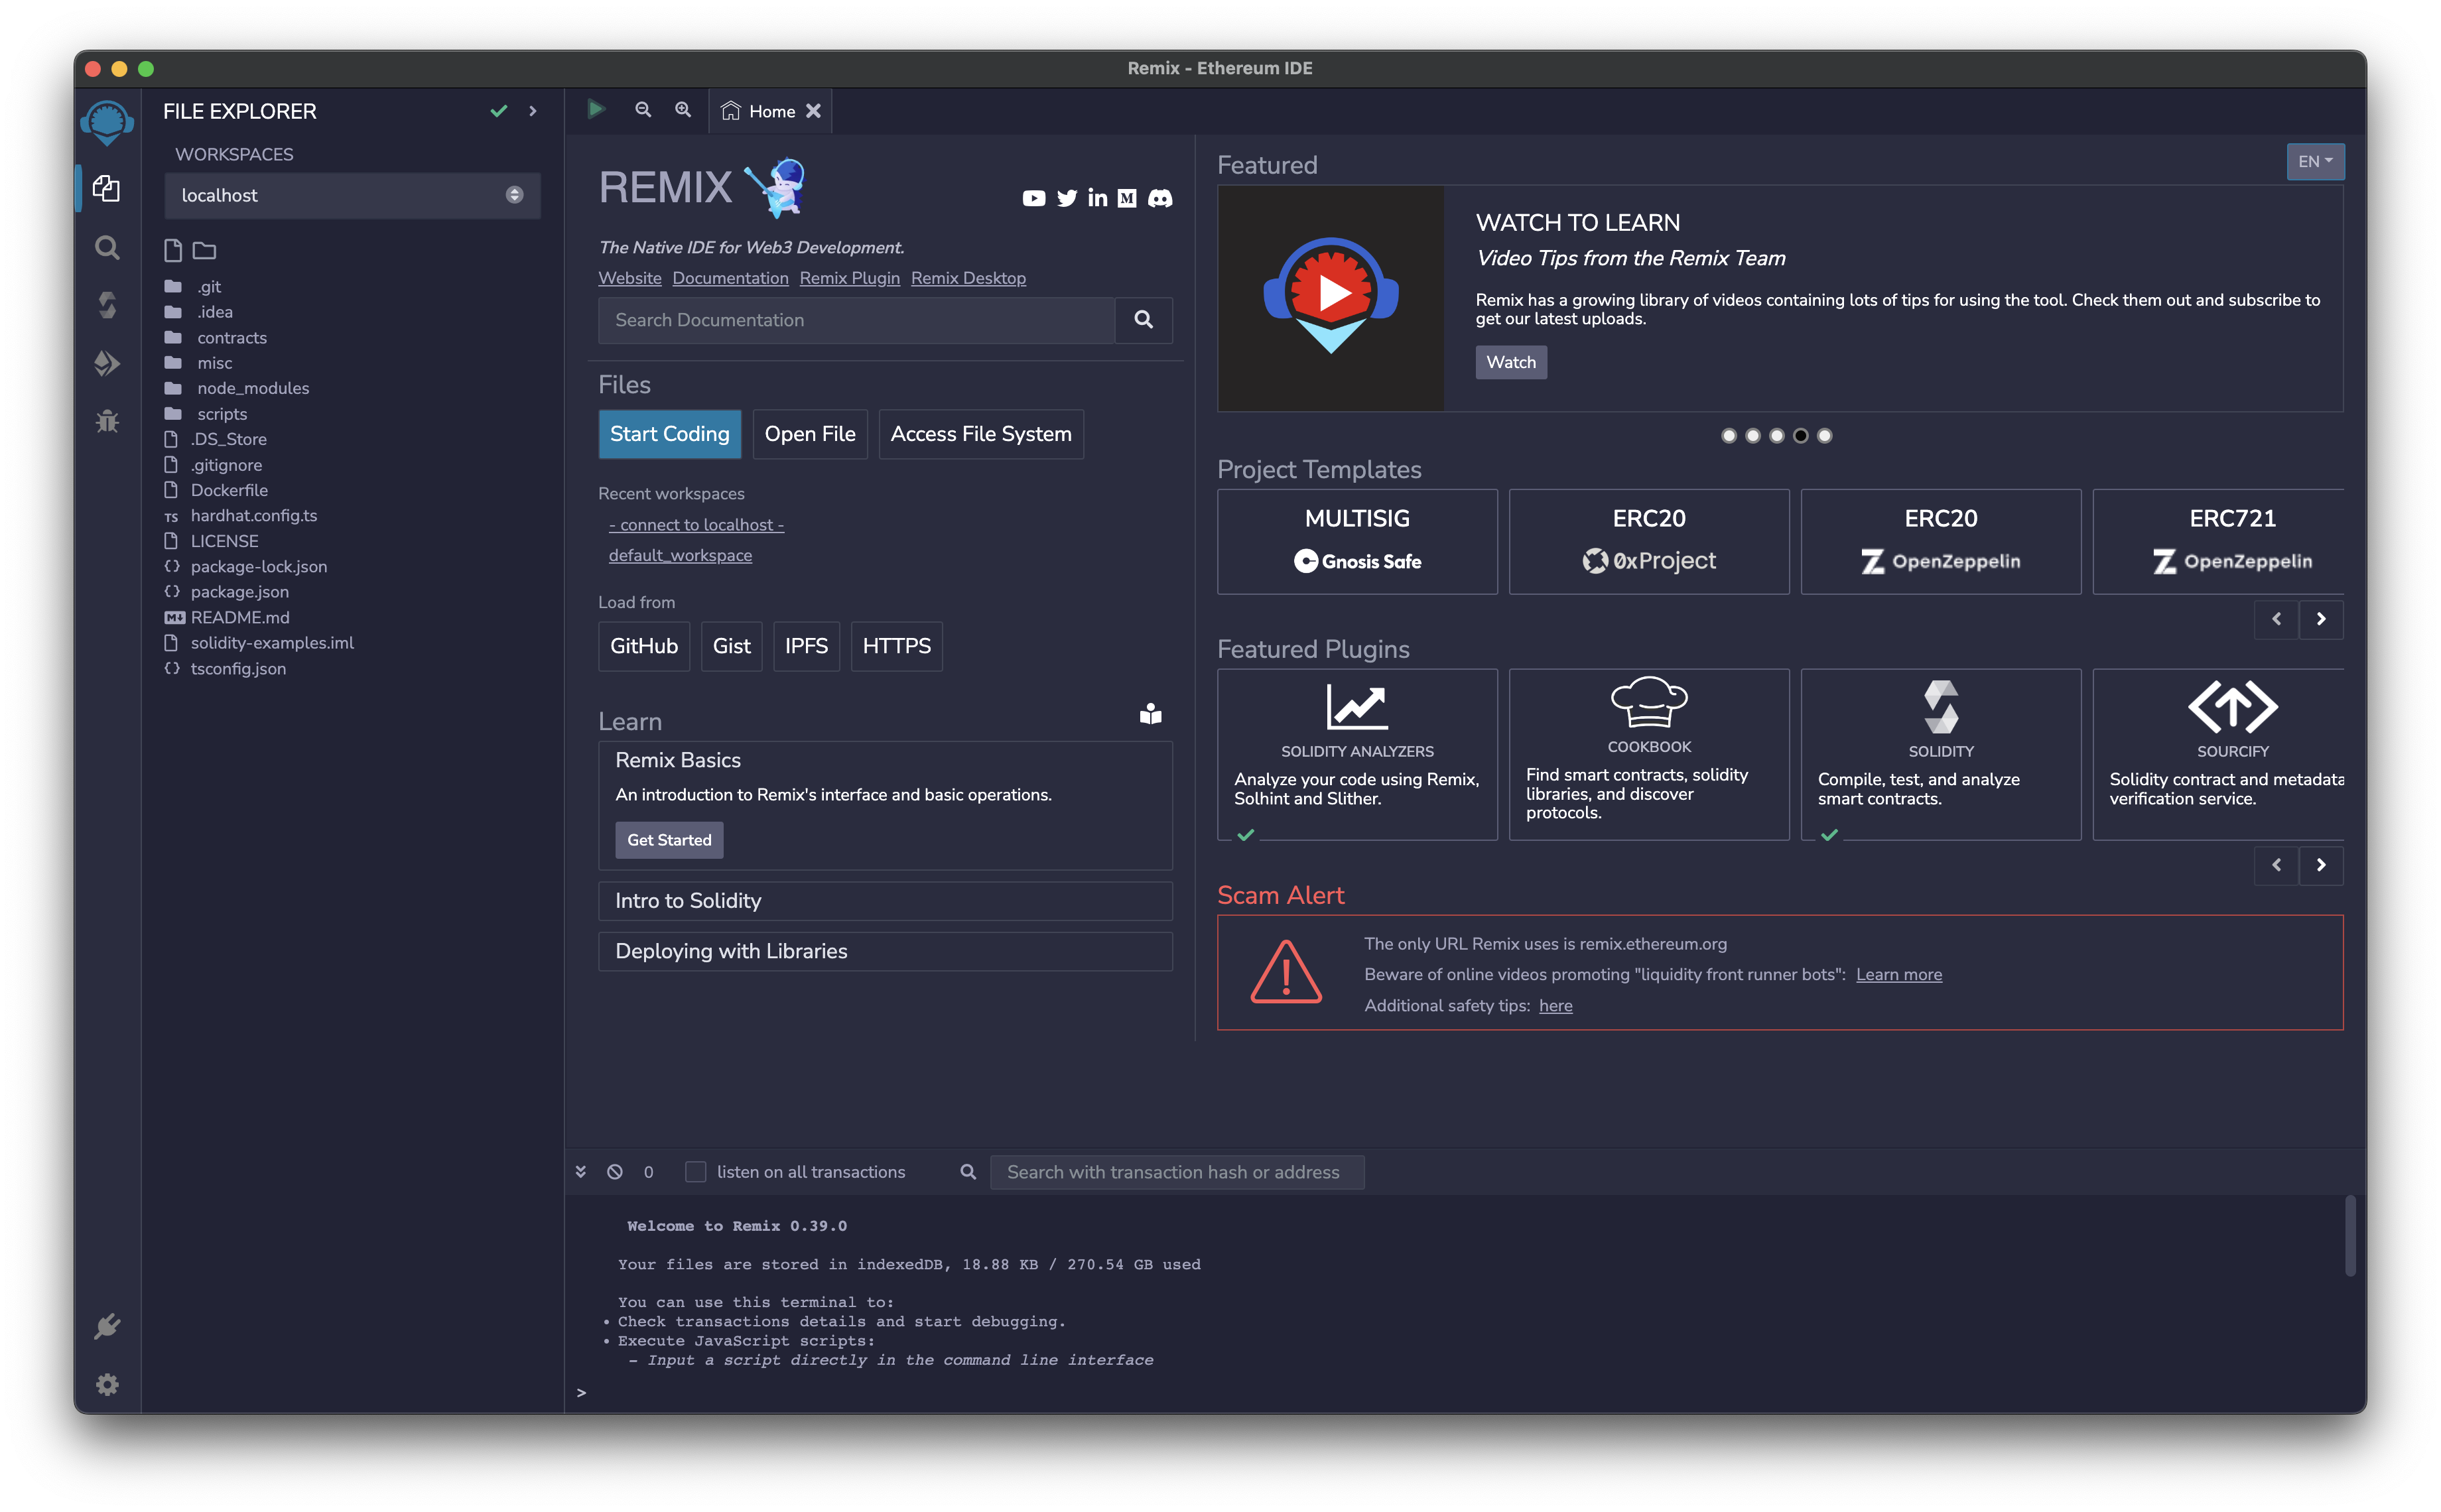 Remix - Ethereum IDE
FILE EXPLORER
WORKSPACES
localhost
.git
.idea
contracts
misc
node_modules
scripts
.DS_Store
.gitignore
Dockerfile
TS hardhat.config.ts
LICENSE
{} package-lock.json
{} package.json
M README.md
solidity-examples.iml
{} tsconfig.json
Home
REMIX
in M
The Native IDE for Web3 Development.
Website Documentation Remix Plugin Remix Desktop
Search Documentation
Files
Start Coding Open File Access File System
Recent workspaces
- connect to localhost -
default_workspace
Load from
GitHub Gist IPFS HTTPS
Learn
Remix Basics
An introduction to Remix's interface and basic operations.
Get Started
Intro to Solidity
Deploying with Libraries
Featured
EN
WATCH TO LEARN
Video Tips from the Remix Team
Remix has a growing library of videos containing lots of tips for using the tool. Check them out and subscribe to
get our latest uploads.
Watch
Project Templates
MULTISIG
Gnosis Safe
ERC20
0xProject
ERC20
OpenZeppelin
ERC721
OpenZeppelin
Featured Plugins
SOLIDITY ANALYZERS
Analyze your code using Remix,
Solhint and Slither.
COOKBOOK
Find smart contracts, solidity
libraries, and discover
protocols.
SOLIDITY
Compile, test, and analyze
smart contracts.
SOURCIFY
Solidity contract and metadata
verification service.
Scam Alert
The only URL Remix uses is remix.ethereum.org
Beware of online videos promoting "liquidity front runner bots": Learn more
Additional safety tips: here
0 listen on all transactions Search with transaction hash or address
Welcome to Remix 0.39.0
Your files are stored in indexedDB, 18.88 KB / 270.54 GB used
You can use this terminal to:
• Check transactions details and start debugging.
• Execute JavaScript scripts:
- Input a script directly in the command line interface
>